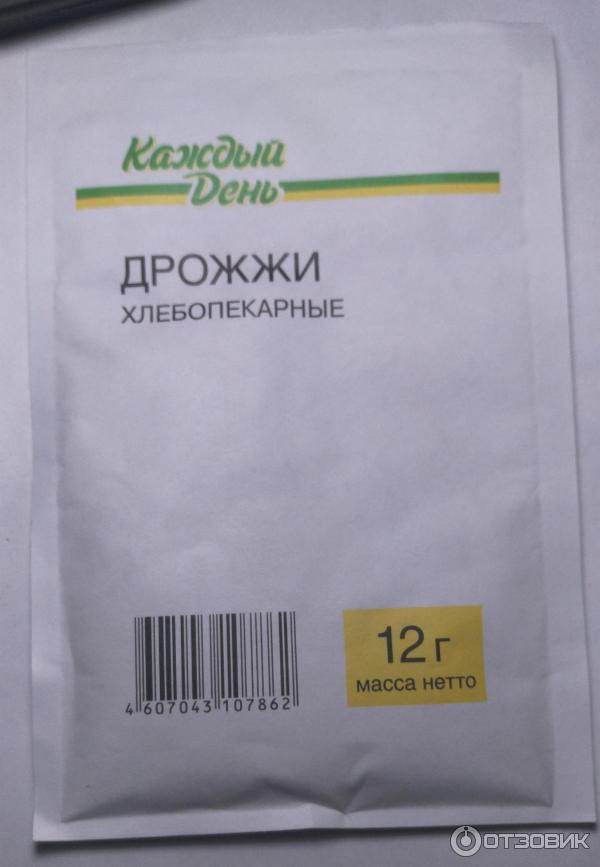 Каждый
День
ДРОЖЖИ
ХЛЕБОПЕКАРНЫЕ
12 г
масса нетто
4 607043 107862
ОТЗОВИК